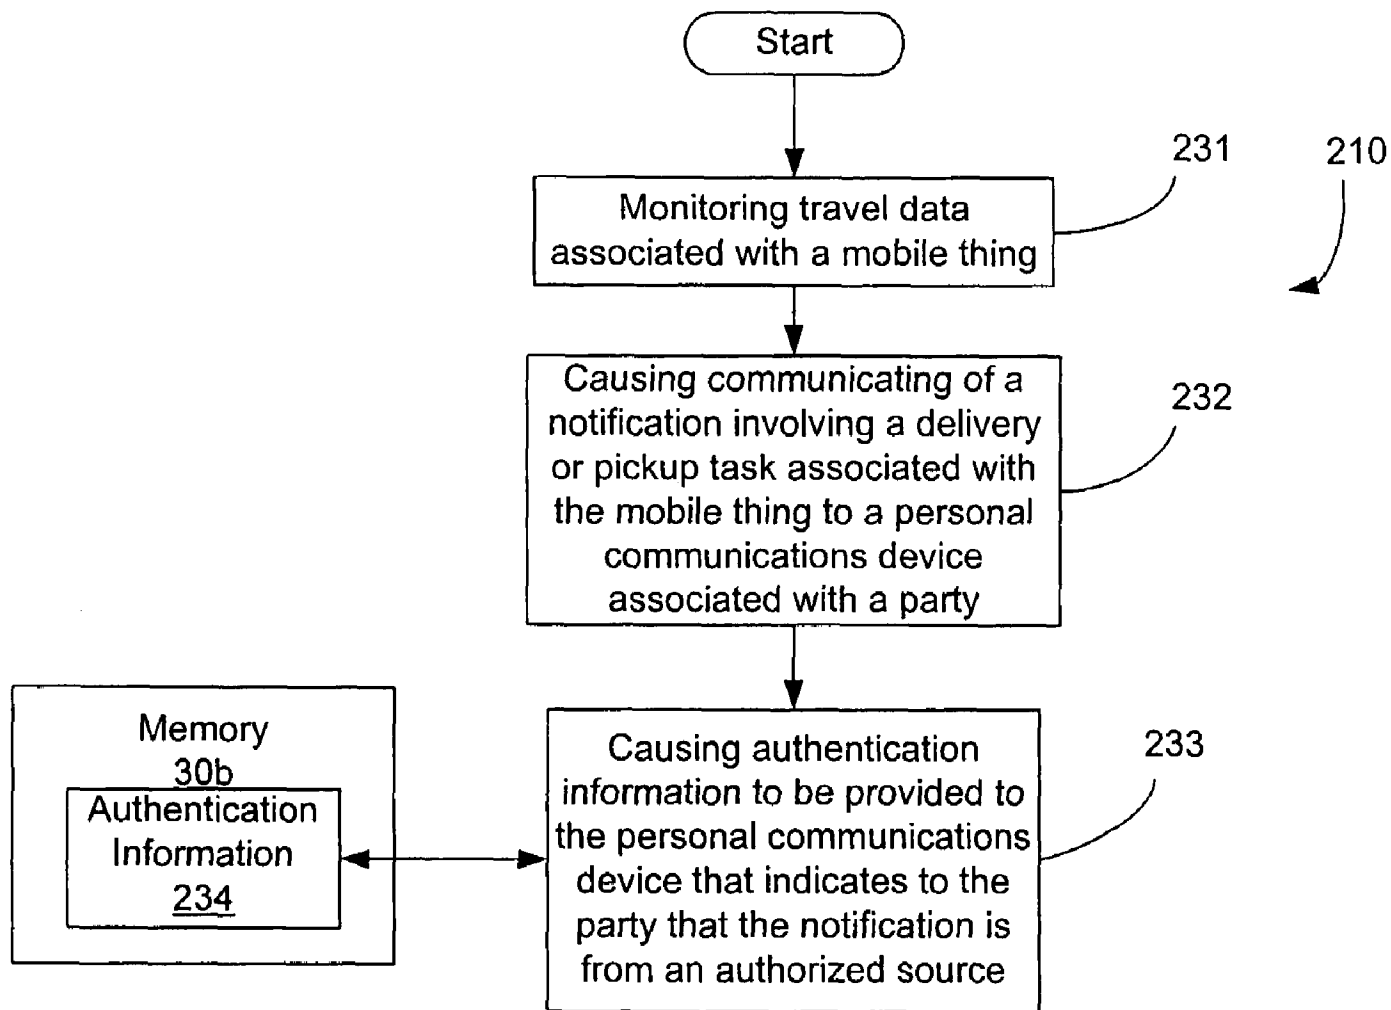 Start
231
210
Monitoring travel data
associated with a mobile thing
Causing communicating of a
notification involving a delivery
or pickup task associated with
the mobile thing to a personal
communications device
associated with a party
232
Memory
30b
Authentication
Information
234
Causing authentication
information to be provided to
the personal communications
device that indicates to the
party that the notification is
from an authorized source
233